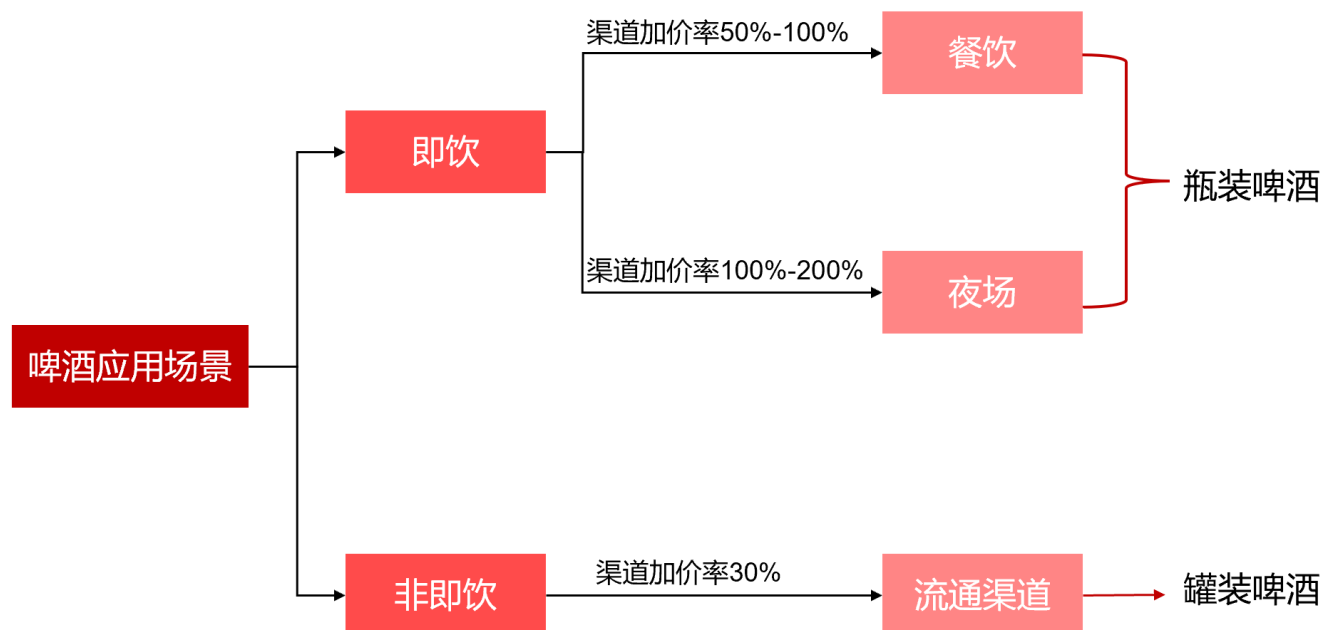 渠道加价率50%-100%
餐饮
即饮
瓶装啤酒
渠道加价率100%-200%
夜场
啤酒应用场景
渠道加价率30%
非即饮
流通渠道
罐装啤酒